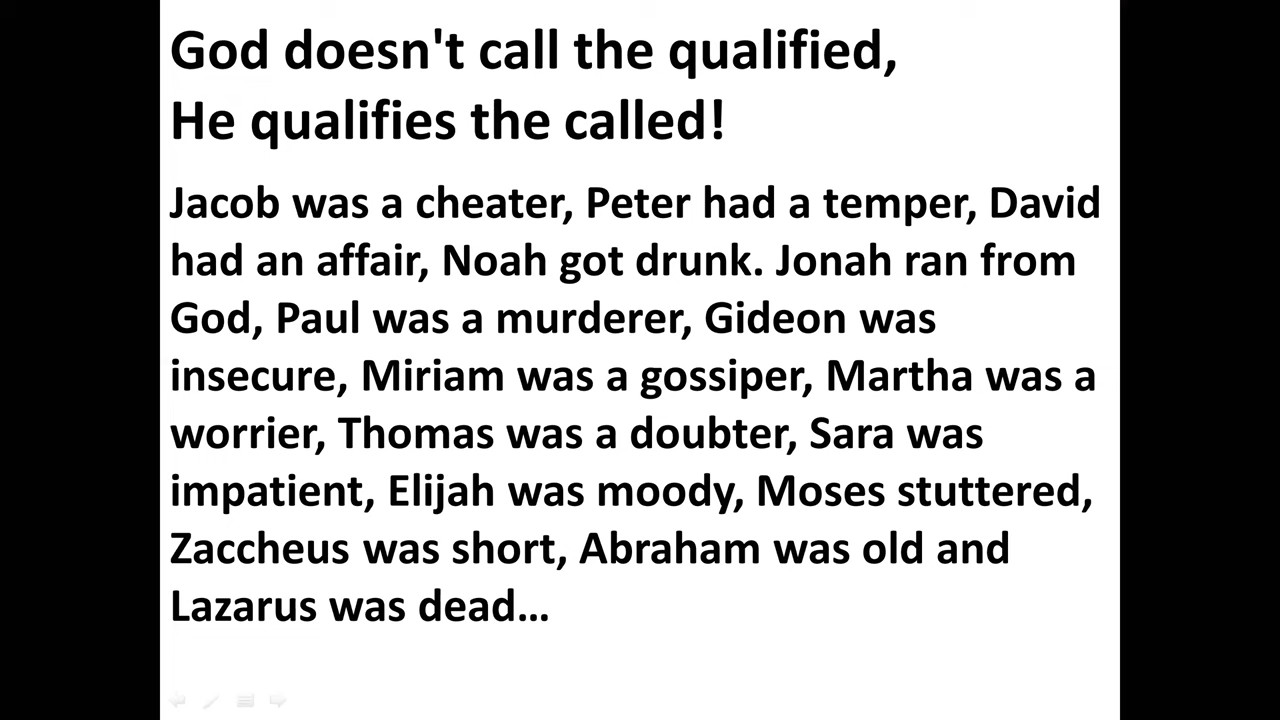 God doesn't call the qualified,
He qualifies the called!
Jacob was a cheater, Peter had a temper, David
had an affair, Noah got drunk. Jonah ran from
God, Paul was a murderer, Gideon was
insecure, Miriam was a gossiper, Martha was a
worrier, Thomas was a doubter, Sara was
impatient, Elijah was moody, Moses stuttered,
Zaccheus was short, Abraham was old and
Lazarus was dead…